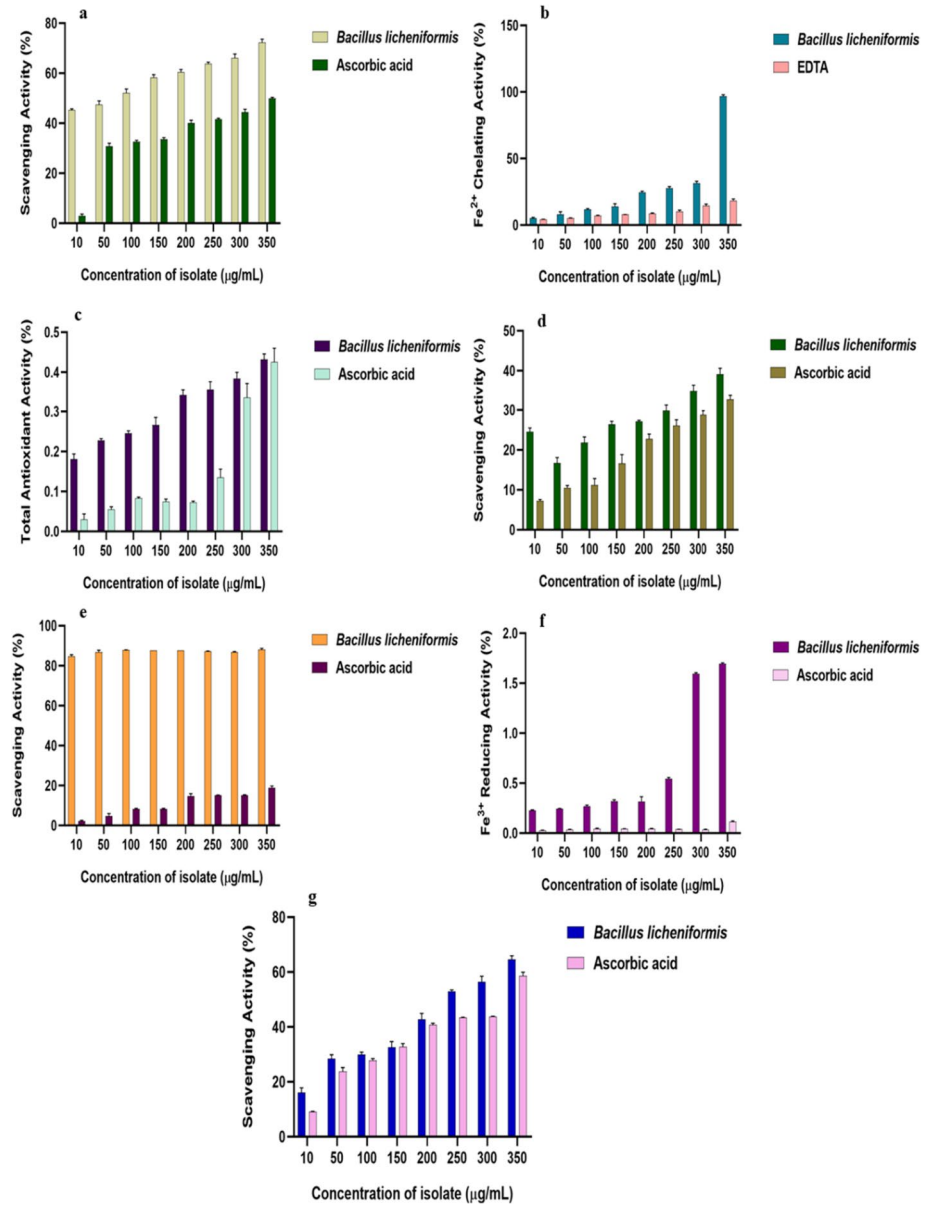 a
Scavenging Activity (%)
80
60
40
20
0
10 50 100 150 200 250 300 350
Concentration of isolate (μg/mL)
Bacillus licheniformis
Ascorbic acid
b
Fe²⁺ Chelating Activity (%)
150
100
50
0
10 50 100 150 200 250 300 350
Concentration of isolate (μg/mL)
Bacillus licheniformis
EDTA
c
Total Antioxidant Activity (%)
0.5
0.4
0.3
0.2
0.1
0.0
10 50 100 150 200 250 300 350
Concentration of isolate (μg/mL)
Bacillus licheniformis
Ascorbic acid
d
Scavenging Activity (%)
50
40
30
20
10
0
10 50 100 150 200 250 300 350
Concentration of isolate (μg/mL)
Bacillus licheniformis
Ascorbic acid
e
Scavenging Activity (%)
100
80
60
40
20
0
10 50 100 150 200 250 300 350
Concentration of isolate (μg/mL)
Bacillus licheniformis
Ascorbic acid
f
Fe³⁺ Reducing Activity (%)
2.0
1.5
1.0
0.5
0.0
10 50 100 150 200 250 300 350
Concentration of isolate (μg/mL)
Bacillus licheniformis
Ascorbic acid
g
Scavenging Activity (%)
80
60
40
20
0
10 50 100 150 200 250 300 350
Concentration of isolate (μg/mL)
Bacillus licheniformis
Ascorbic acid